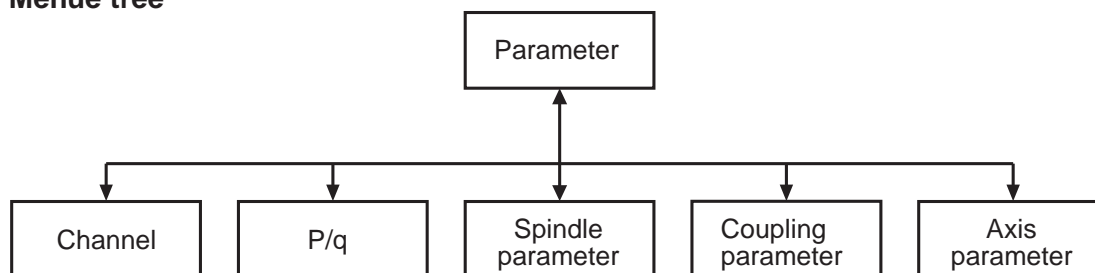 Menue tree
Parameter
Channel
P/q
Spindle
parameter
Coupling
parameter
Axis
parameter